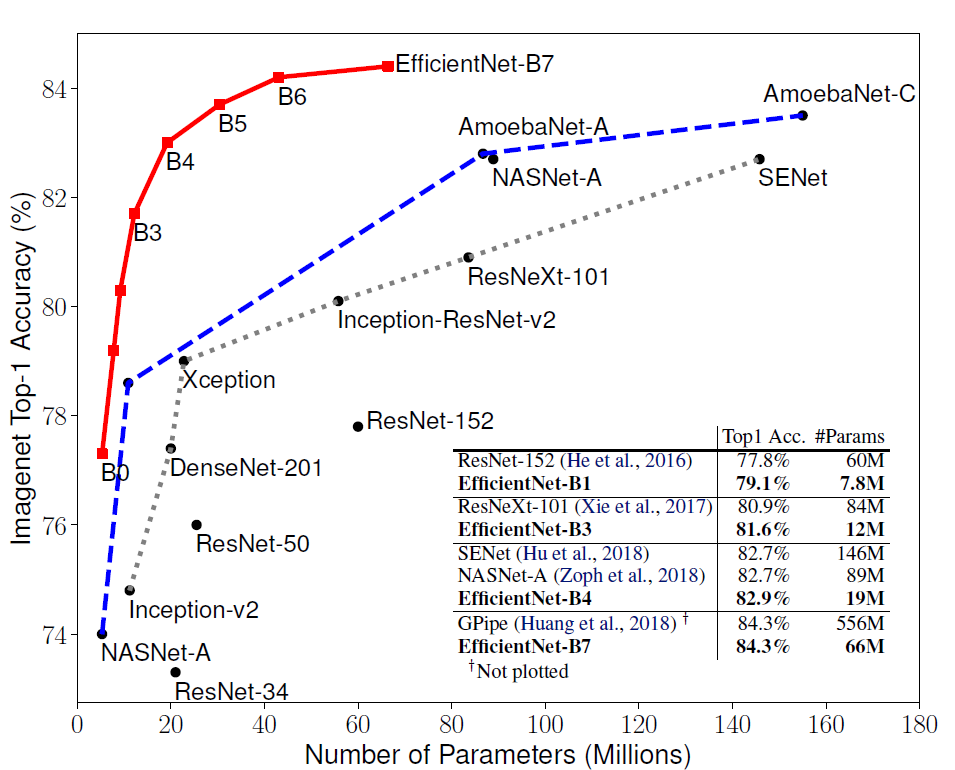 84
82
80
78
76
74
Imagenet Top-1 Accuracy (%)
EfficientNet-B7
B6
B5
B4
B3
B0
AmoebaNet-C
AmoebaNet-A
NASNet-A
SENet
ResNeXt-101
Inception-ResNet-v2
Xception
ResNet-152
DenseNet-201
ResNet-50
Inception-v2
NASNet-A
ResNet-34
Top1 Acc. #Params
ResNet-152 (He et al., 2016) 77.8% 60M
EfficientNet-B1 79.1% 7.8M
ResNeXt-101 (Xie et al., 2017) 80.9% 84M
EfficientNet-B3 81.6% 12M
SENet (Hu et al., 2018) 82.7% 146M
NASNet-A (Zoph et al., 2018) 82.7% 89M
EfficientNet-B4 82.9% 19M
GPipe (Huang et al., 2018) † 84.3% 556M
EfficientNet-B7 84.3% 66M
†Not plotted
0 20 40 60 80 100 120 140 160 180
Number of Parameters (Millions)